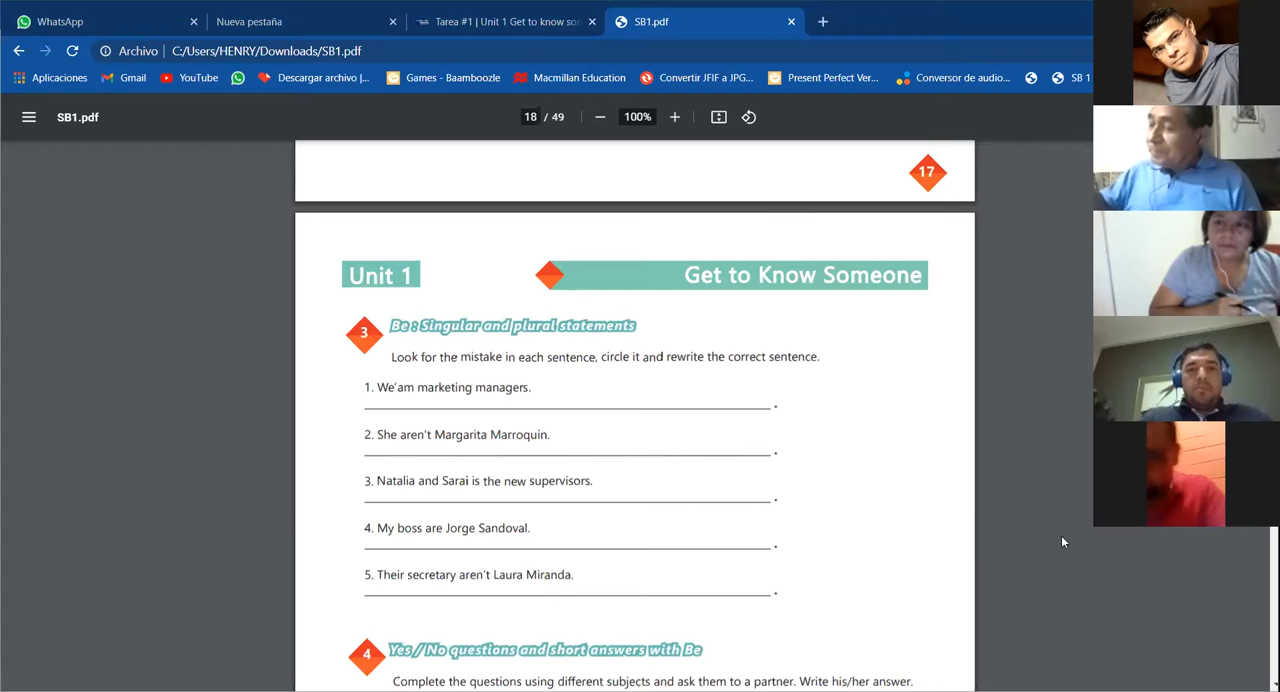 WhatsApp
Nueva pestaña
Tarea #1 | Unit 1 Get to know son
SB1.pdf
Archivo | C:/Users/HENRY/Downloads/SB1.pdf
Aplicaciones
Gmail
YouTube
Descargar archivo |...
Games - Baamboozle
Macmillan Education
Convertir JFIF a JPG...
Present Perfect Ver...
Conversor de audio...
SB 1
SB1.pdf
18 / 49
100%
17
Unit 1
Get to Know Someone
3
Be : Singular and plural statements
Look for the mistake in each sentence, circle it and rewrite the correct sentence.
1. We'am marketing managers.
.
2. She aren't Margarita Marroquin.
.
3. Natalia and Sarai is the new supervisors.
.
4. My boss are Jorge Sandoval.
.
5. Their secretary aren't Laura Miranda.
.
4
Yes / No questions and short answers with Be
Complete the questions using different subjects and ask them to a partner. Write his/her answer.